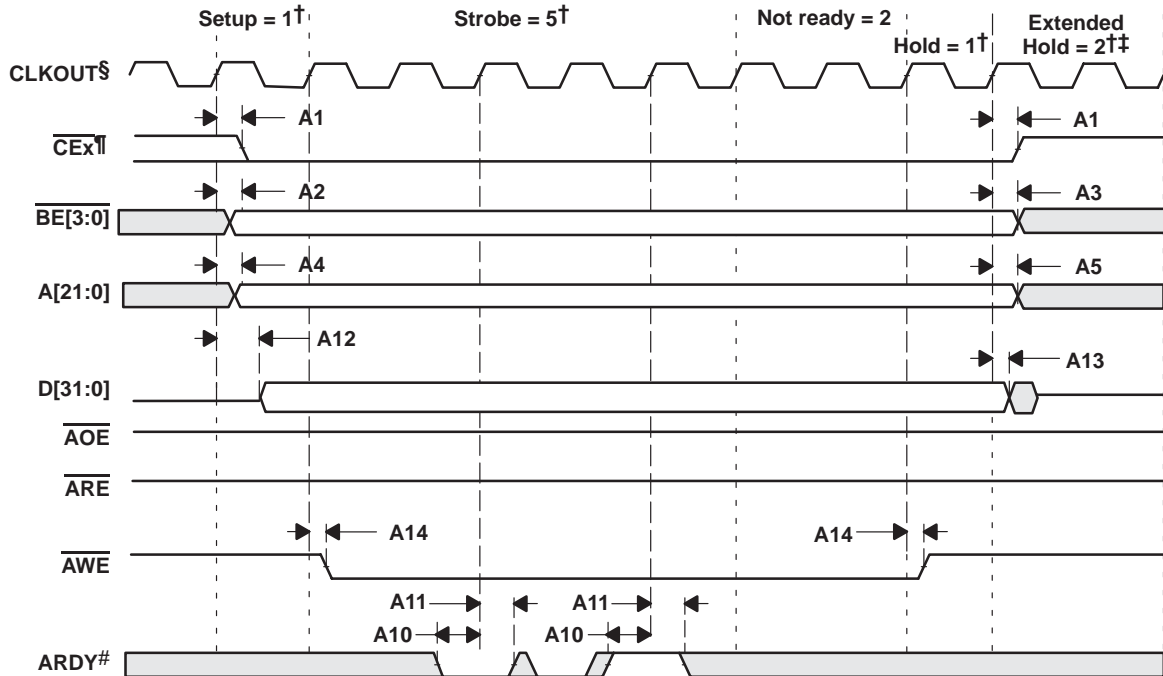 Setup = 1† Strobe = 5† Not ready = 2 Extended
Hold = 1† Hold = 2†‡
CLKOUT§
A1 A1
CEx¶
A2 A3
BE[3:0]
A4 A5
A[21:0]
A12 A13
D[31:0]
AOE
ARE
A14 A14
AWE
A11 A11
A10 A10
ARDY#